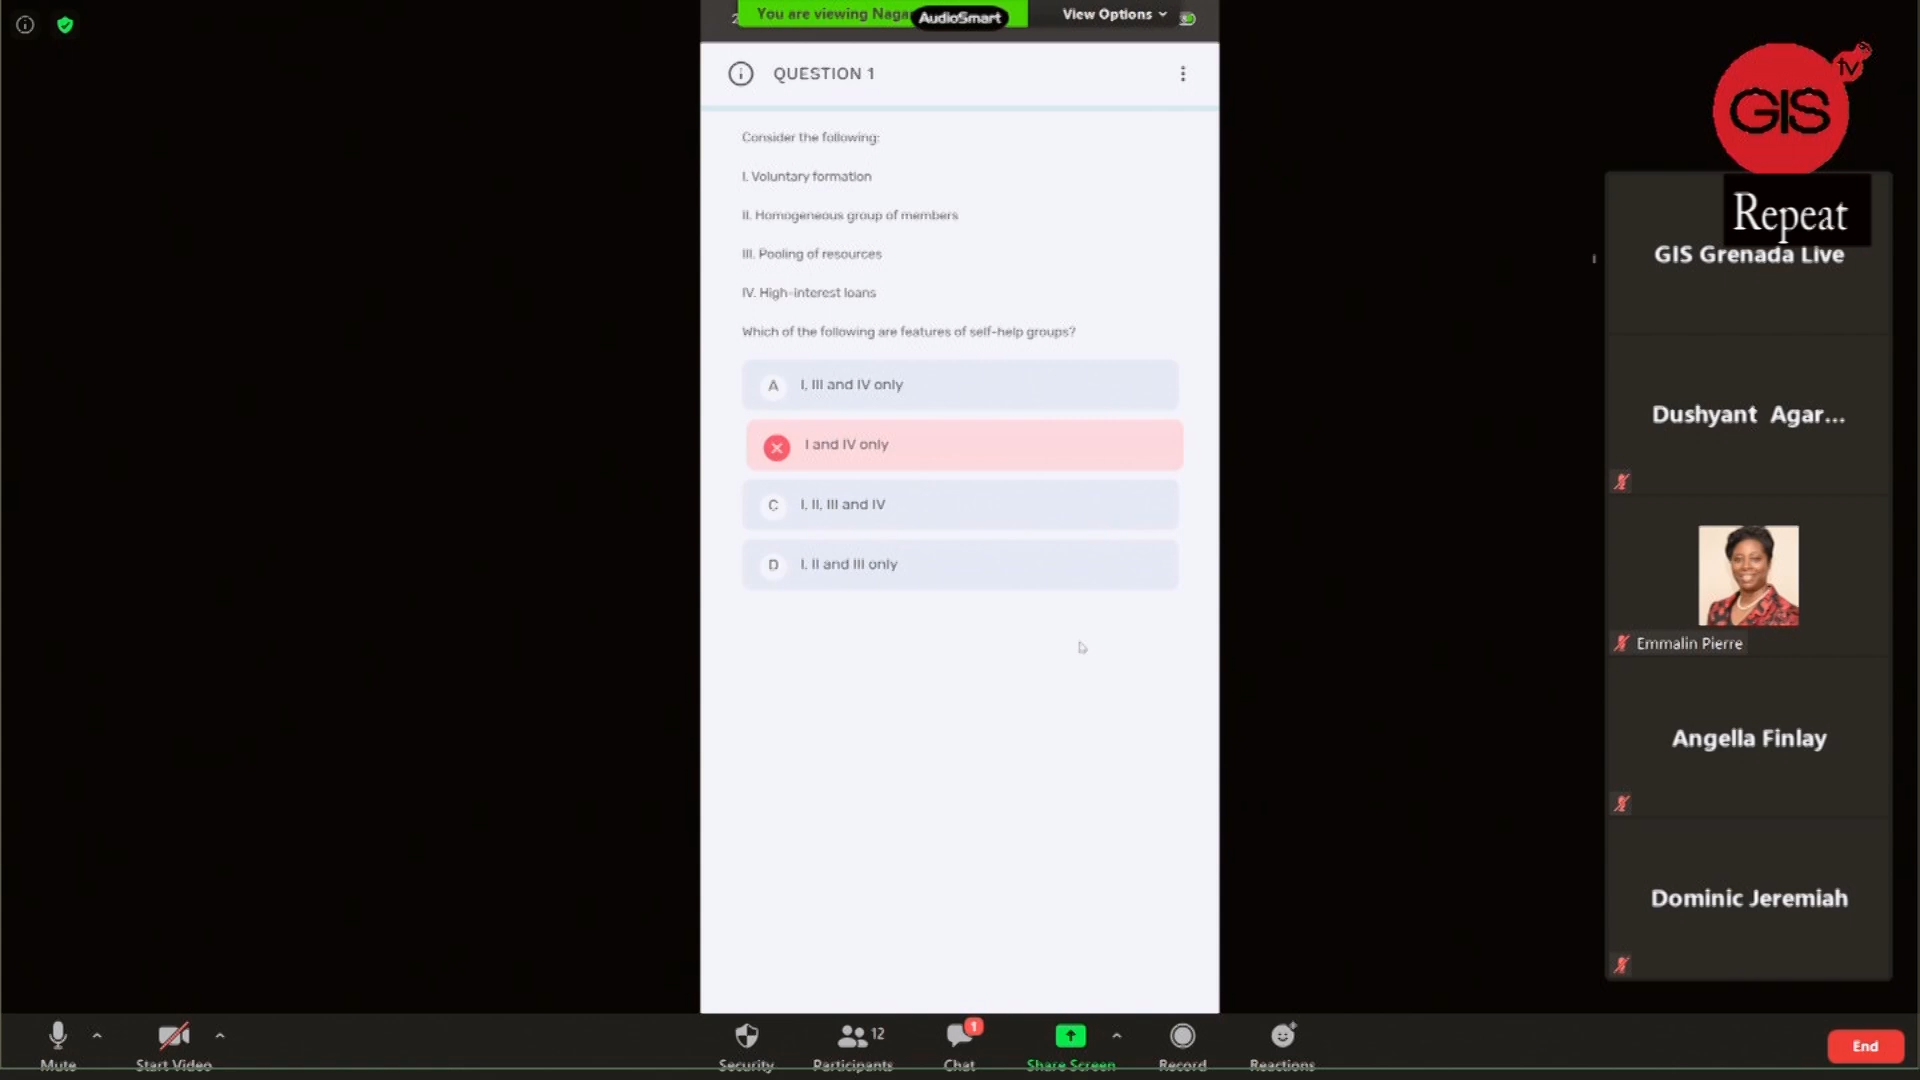 You are viewing Naga
AudioSmart
View Options
QUESTION 1
Consider the following:
I. Voluntary formation
II. Homogeneous group of members
III. Pooling of resources
IV. High-interest loans
Which of the following are features of self-help groups?
A I, III and IV only
I and IV only
C I, II, III and IV
D I, II and III only
GIS tv
Repeat
GIS Grenada Live
Dushyant Agar...
Emmalin Pierre
Angella Finlay
Dominic Jeremiah
Mute
Start Video
Security
Participants 12
Chat 1
Share Screen
Record
Reactions
End